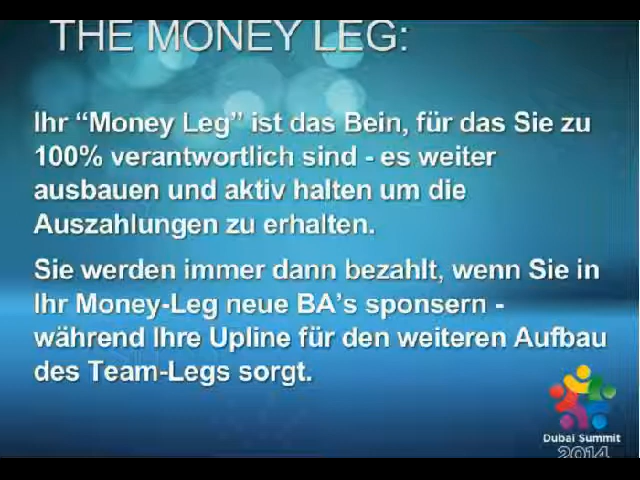 THE MONEY LEG:
Ihr “Money Leg” ist das Bein, für das Sie zu
100% verantwortlich sind - es weiter
ausbauen und aktiv halten um die
Auszahlungen zu erhalten.
Sie werden immer dann bezahlt, wenn Sie in
Ihr Money-Leg neue BA’s sponsern -
während Ihre Upline für den weiteren Aufbau
des Team-Legs sorgt.
Dubai Summit
2014